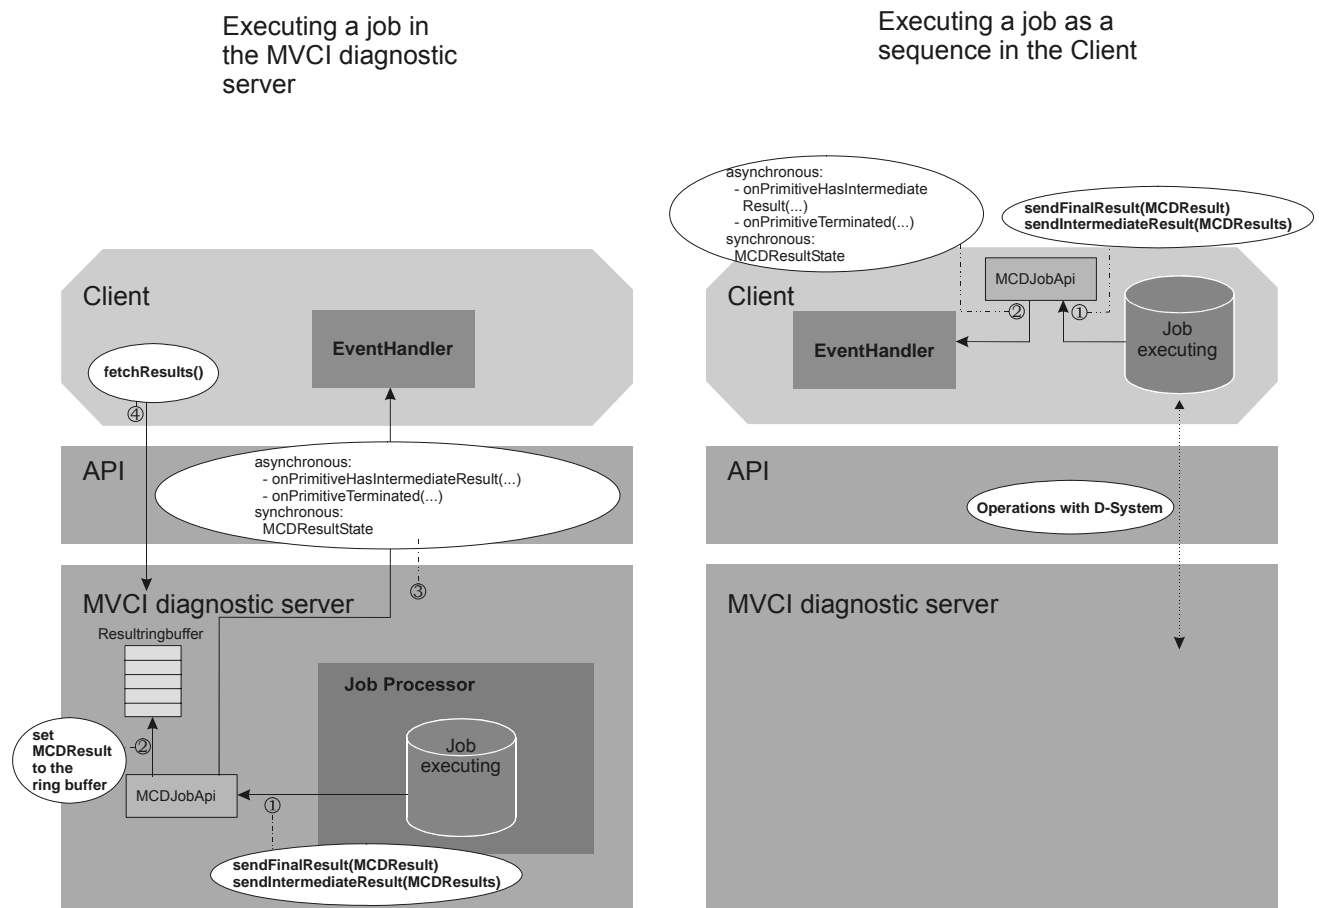 Executing a job in
the MVCI diagnostic
server
Client
EventHandler
fetchResults()
④
API
asynchronous:
- onPrimitiveHasIntermediateResult(...)
- onPrimitiveTerminated(...)
synchronous:
MCDResultState
③
MVCI diagnostic server
Resultringbuffer
Job Processor
set
MCDResult
to the
ring buffer
②
Job
executing
MCDJobApi
①
sendFinalResult(MCDResult)
sendIntermediateResult(MCDResults)
Executing a job as a
sequence in the Client
asynchronous:
- onPrimitiveHasIntermediate
Result(...)
- onPrimitiveTerminated(...)
synchronous:
MCDResultState
sendFinalResult(MCDResult)
sendIntermediateResult(MCDResults)
Client
MCDJobApi
②
①
EventHandler
Job
executing
API
Operations with D-System
MVCI diagnostic server